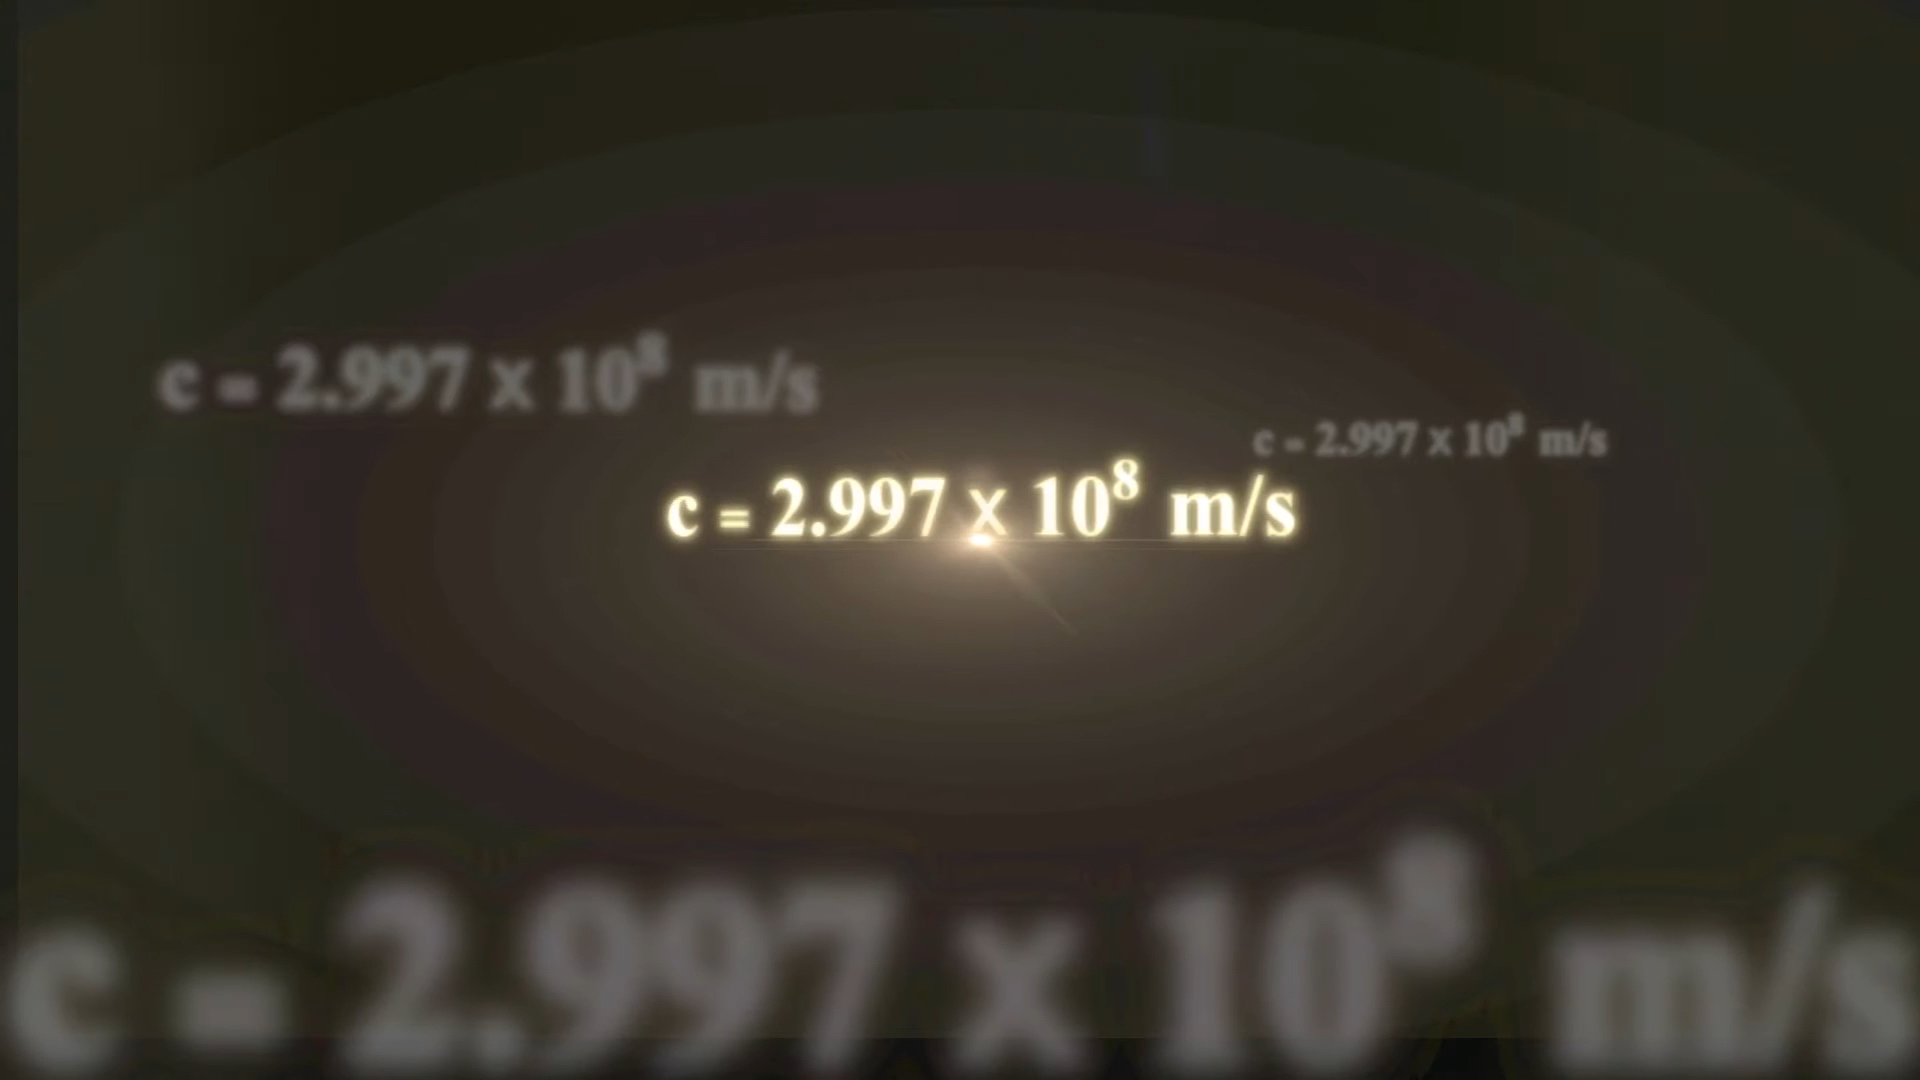 c = 2.997 x 10⁸ m/s
c = 2.997 x 10⁸ m/s
c = 2.997 x 10⁸ m/s
c = 2.997 x 10⁸ m/s